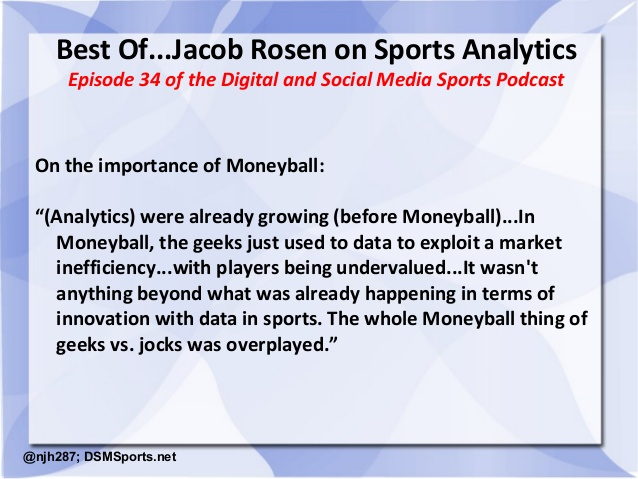 Best Of...Jacob Rosen on Sports Analytics
Episode 34 of the Digital and Social Media Sports Podcast
On the importance of Moneyball:
“(Analytics) were already growing (before Moneyball)...In
Moneyball, the geeks just used to data to exploit a market
inefficiency...with players being undervalued...It wasn't
anything beyond what was already happening in terms of
innovation with data in sports. The whole Moneyball thing of
geeks vs. jocks was overplayed.”
@njh287; DSMSports.net